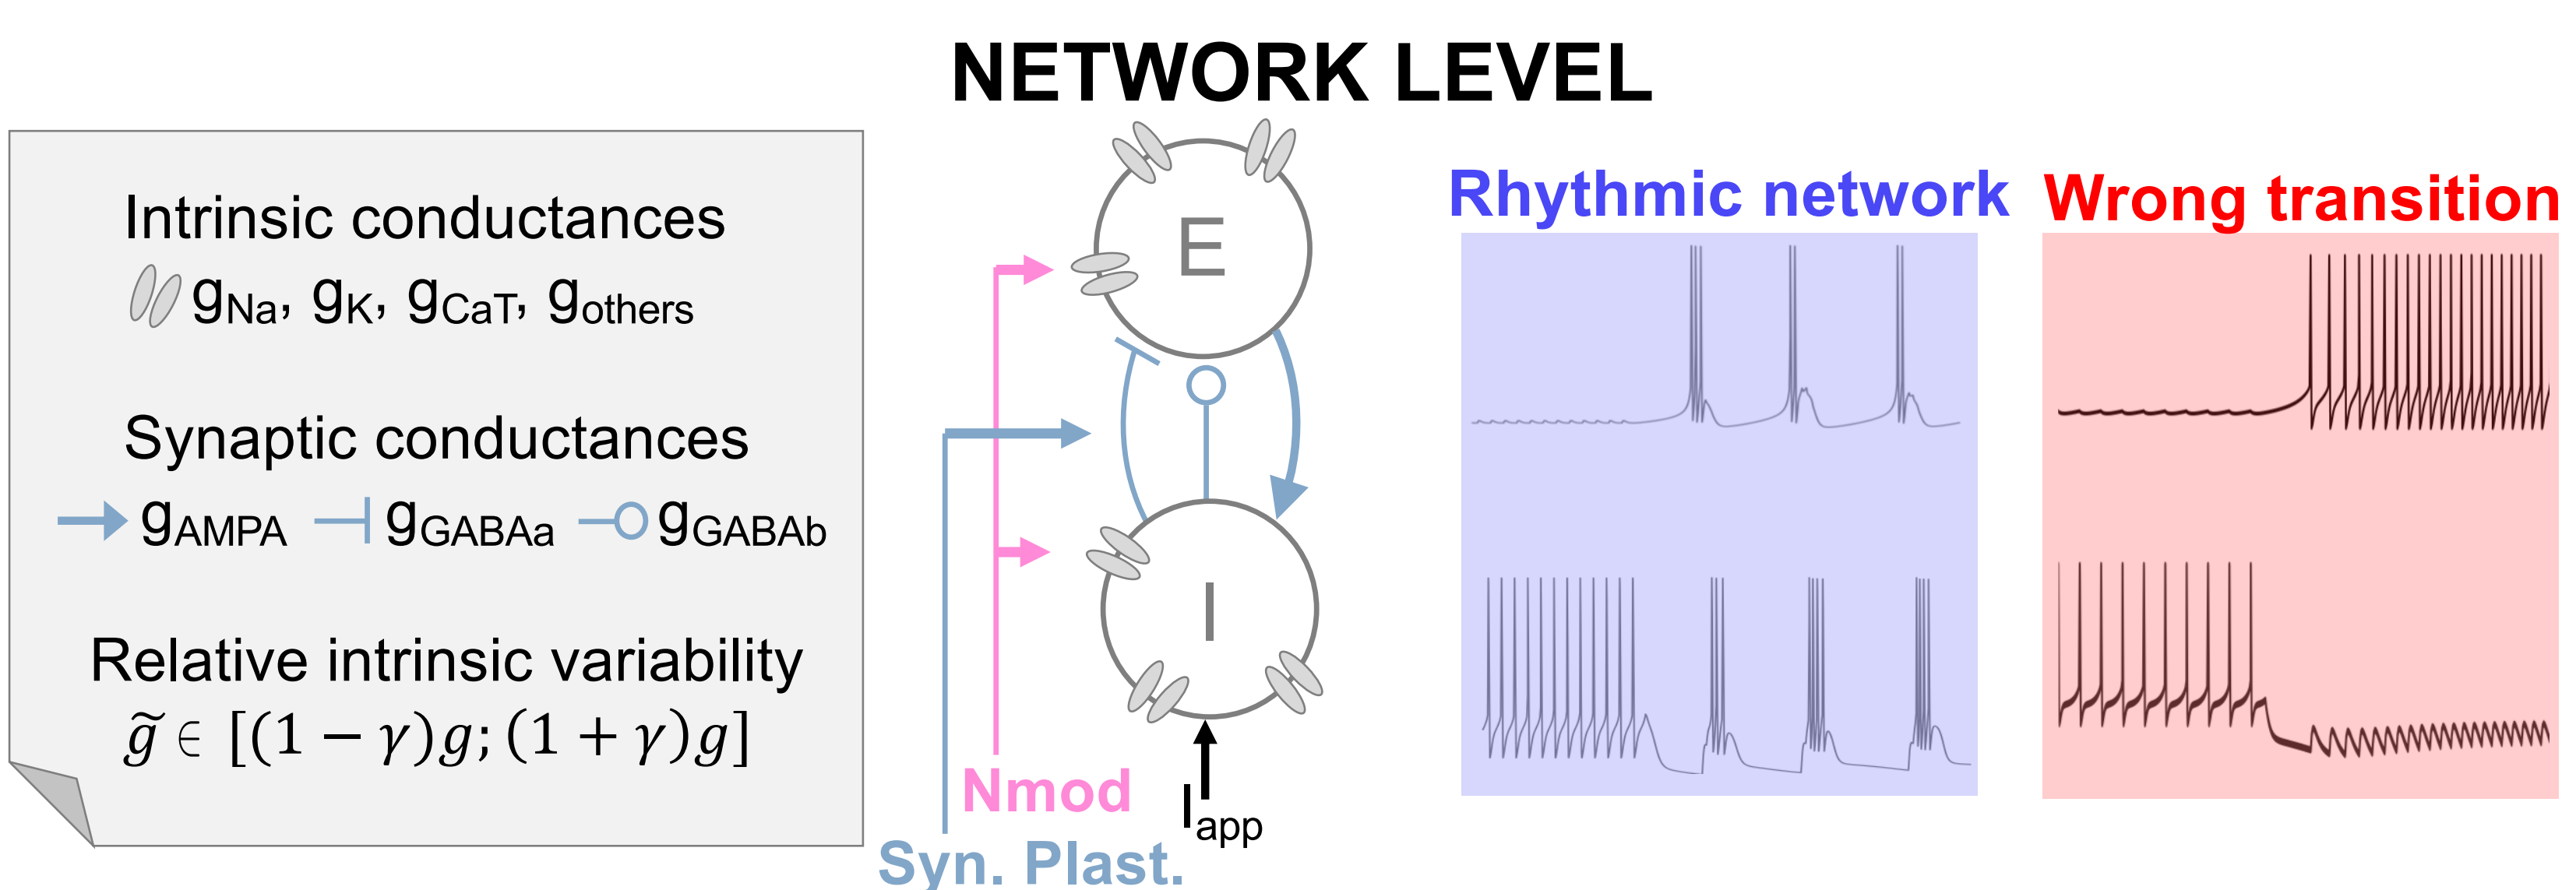 NETWORK LEVEL
Intrinsic conductances
gNa, gK, gCaT, gothers
Synaptic conductances
gAMPA gGABAa gGABAb
Relative intrinsic variability
g̃ ∈ [(1 − γ)g; (1 + γ)g]
E
I
Nmod
Iapp
Syn. Plast.
Rhythmic network
Wrong transition